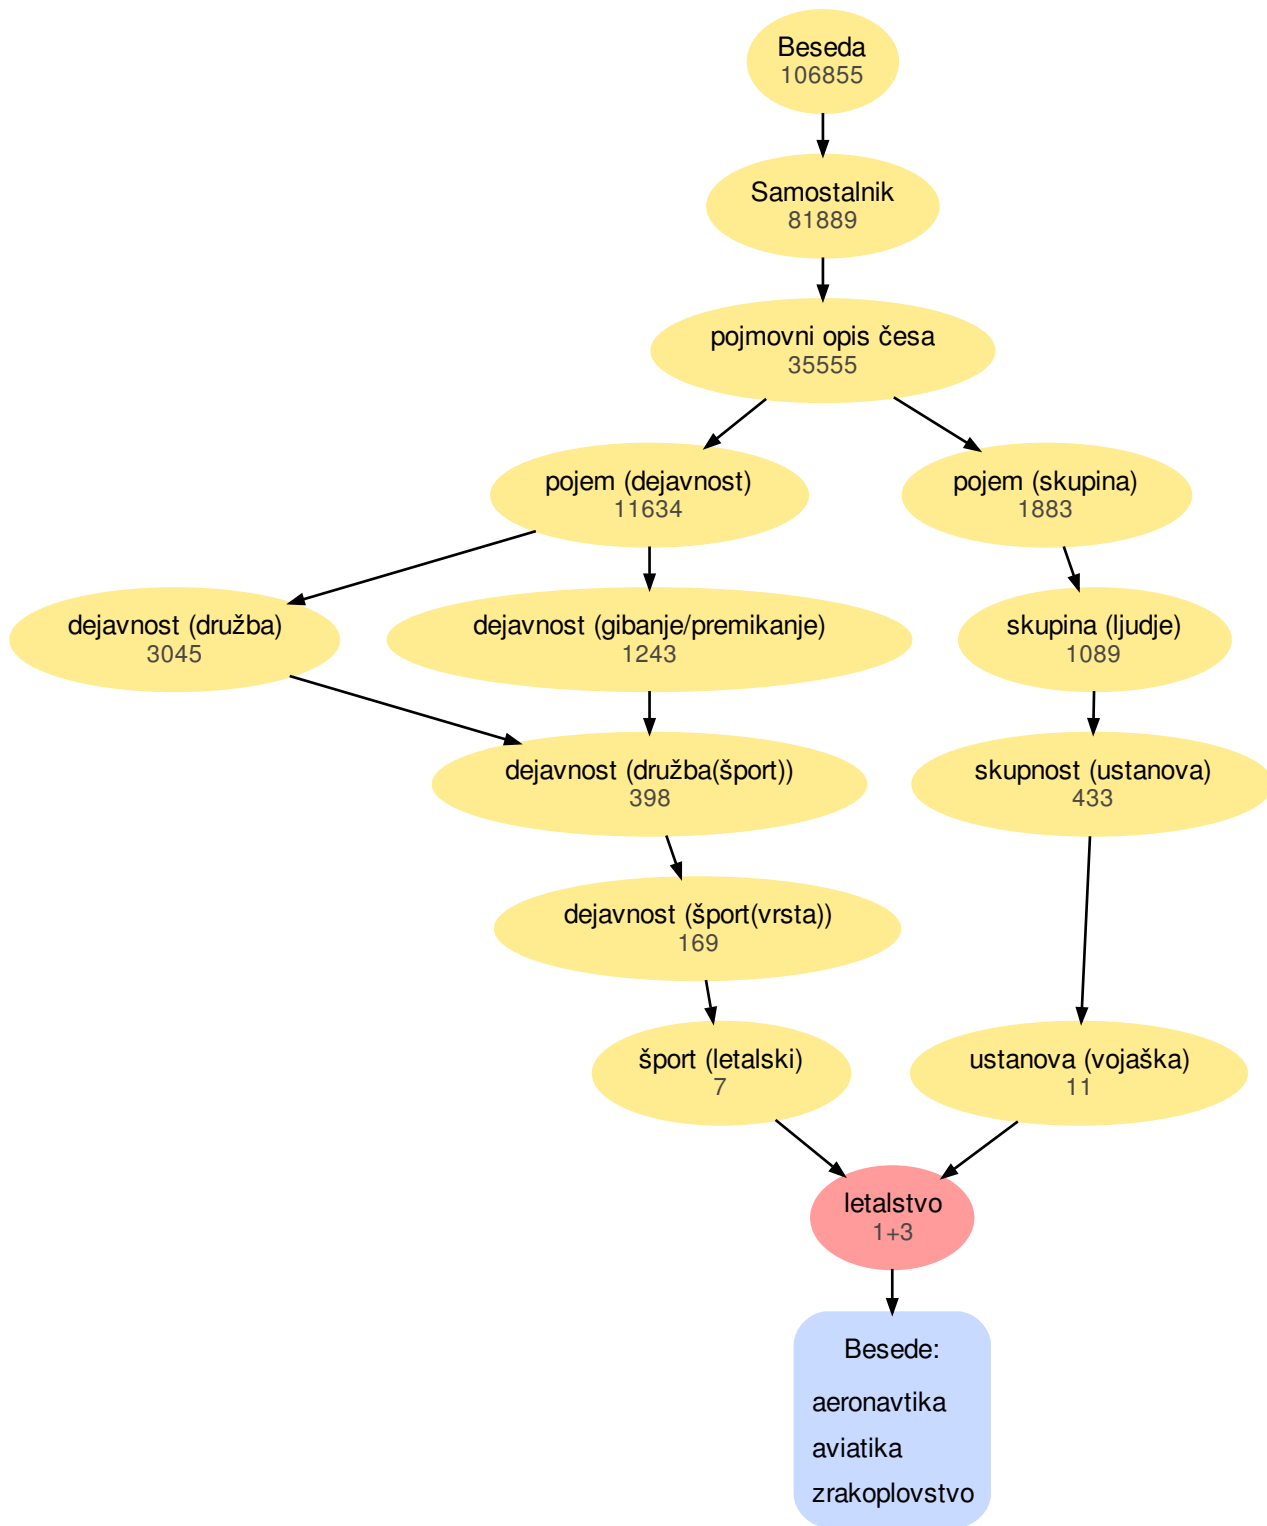 Beseda
106855
Samostalnik
81889
pojmovni opis česa
35555
pojem (dejavnost)
11634
pojem (skupina)
1883
dejavnost (družba)
3045
dejavnost (gibanje/premikanje)
1243
skupina (ljudje)
1089
dejavnost (družba(šport))
398
skupnost (ustanova)
433
dejavnost (šport(vrsta))
169
šport (letalski)
7
ustanova (vojaška)
11
letalstvo
1+3
Besede:
aeronavtika
aviatika
zrakoplovstvo